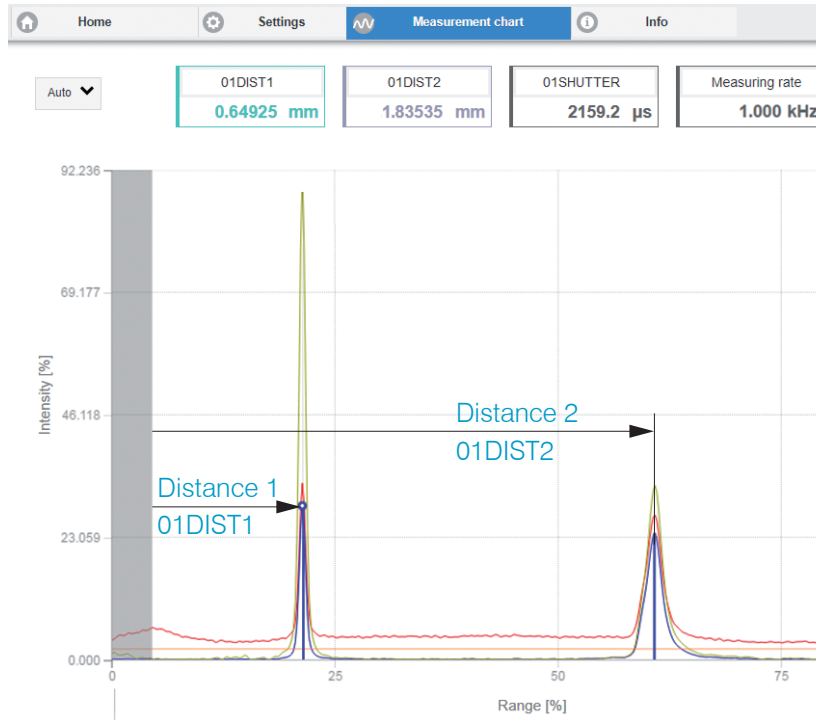 Home
Settings
Measurement chart
Info
Auto
01DIST1
0.64925 mm
01DIST2
1.83535 mm
01SHUTTER
2159.2 µs
Measuring rate
1.000 kHz
92.236
69.177
46.118
23.059
0.000
Intensity [%]
Distance 2
01DIST2
Distance 1
01DIST1
0
25
50
75
Range [%]